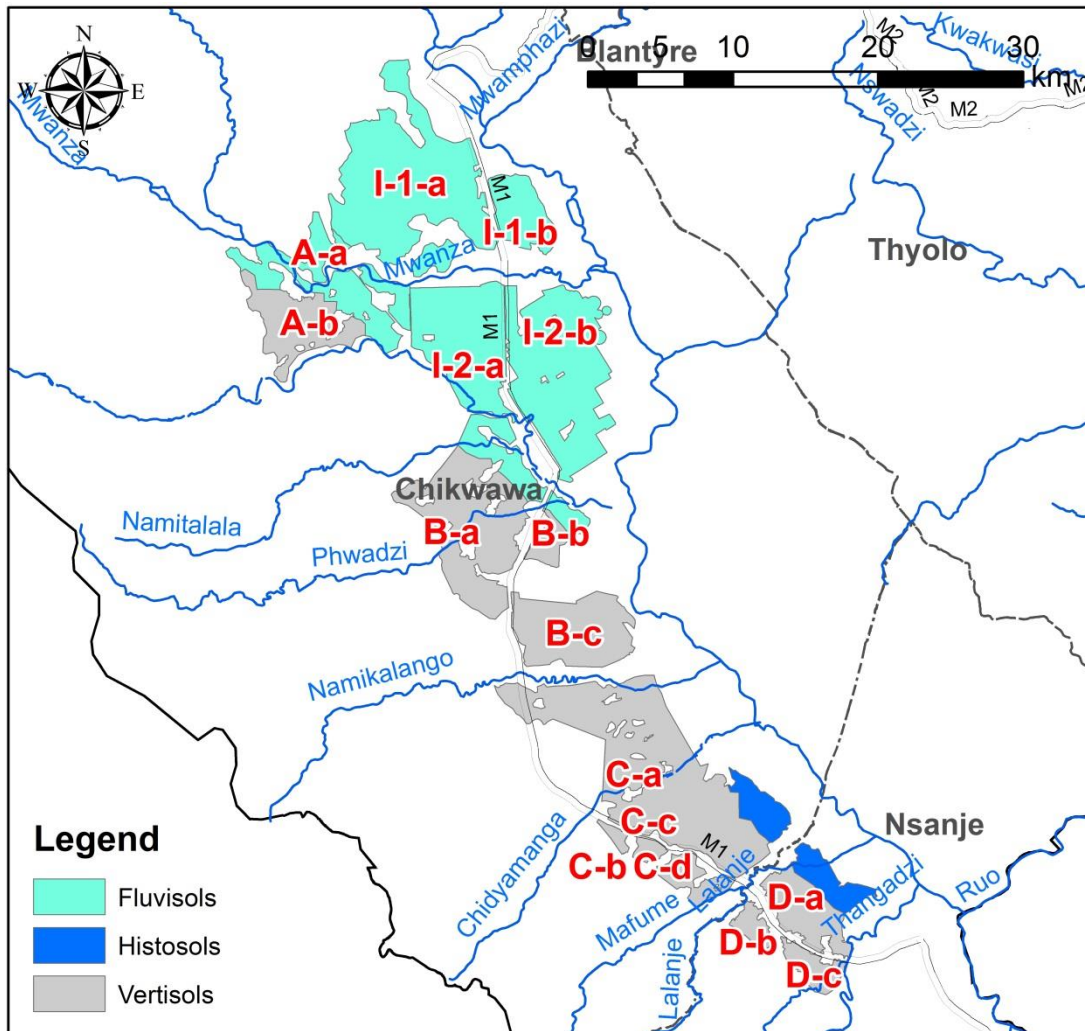 N
W
E
S
Blantyre
0 5 10 20 30
km
Kwakwasi
M2
M2
M2
M2
Nswadzi
Mwamphazi
Mwanza
M1
I-1-a
I-1-b
Thyolo
A-a
Mwanza
A-b
M1
I-2-b
I-2-a
Chikwawa
Namitalala
B-a
B-b
Phwadzi
B-c
Namikalango
C-a
C-c
Nsanje
M1
C-b
C-d
Chidyamanga
Lalanje
Mafume
D-a
Thangadzi
Ruo
D-b
Lalanje
D-c
Legend
Fluvisols
Histosols
Vertisols